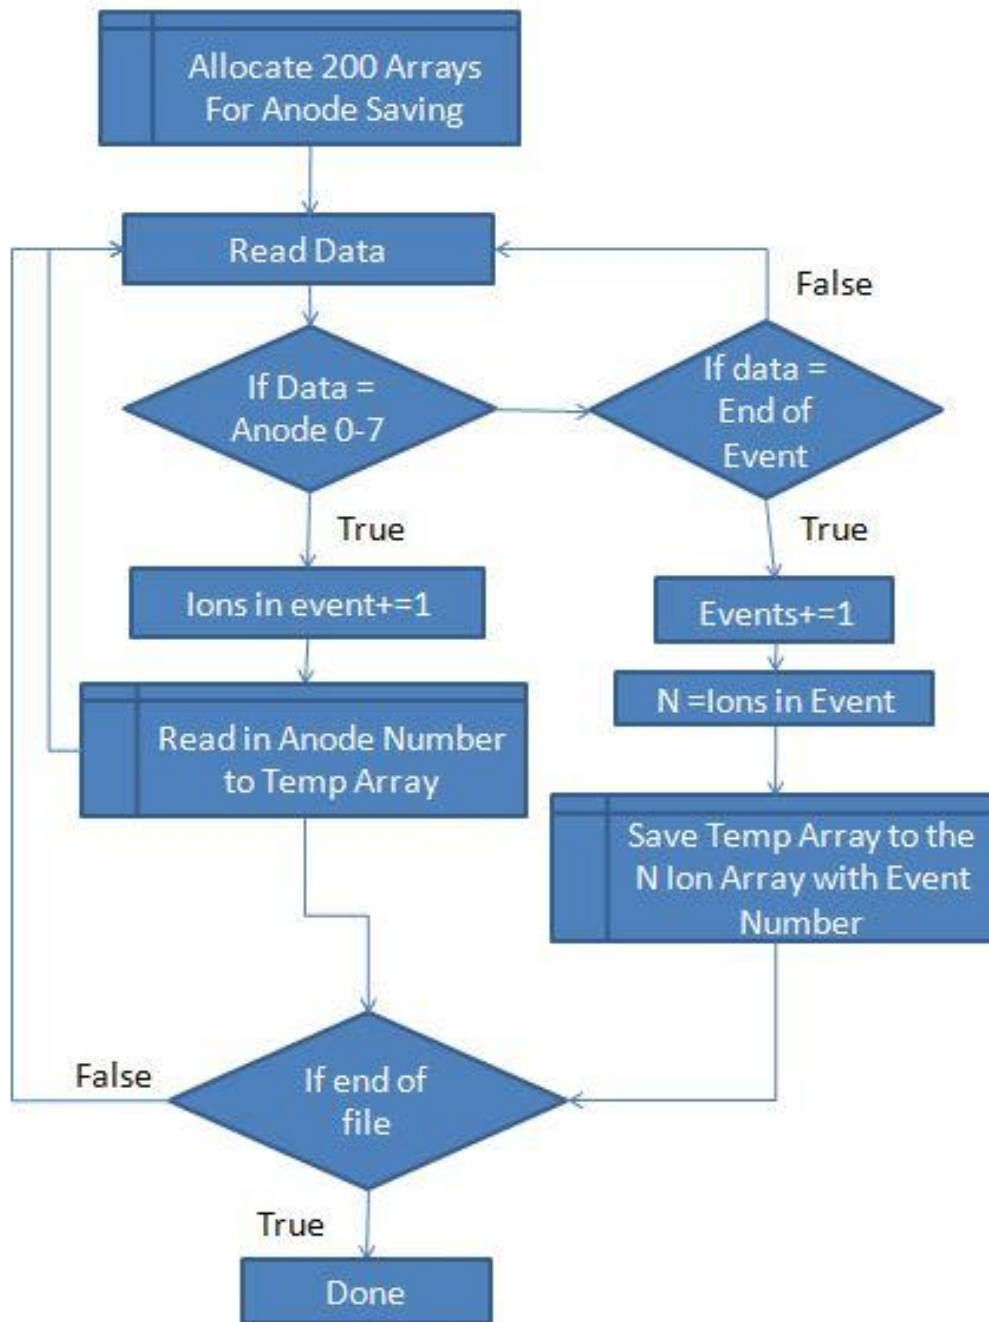 Allocate 200 Arrays
For Anode Saving
Read Data
False
If Data =
Anode 0-7
If data =
End of
Event
True
True
Ions in event+=1
Events+=1
N =Ions in Event
Read in Anode Number
to Temp Array
Save Temp Array to the
N Ion Array with Event
Number
False
If end of
file
True
Done